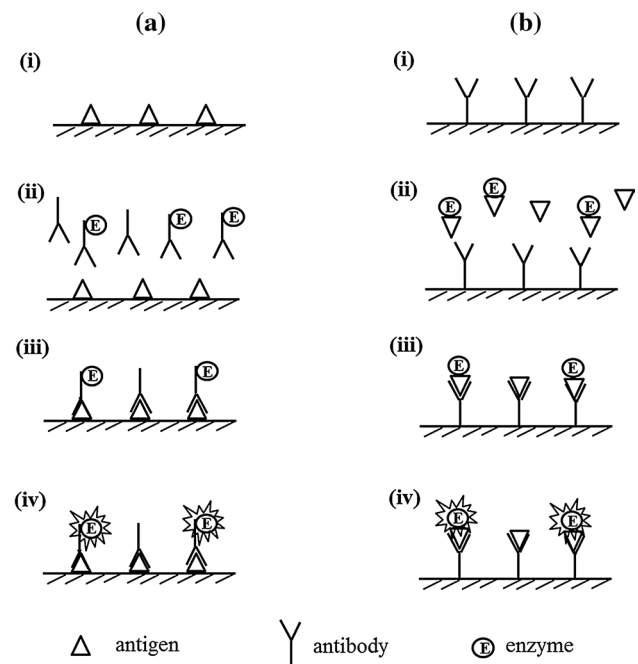 (a) (b)
(i) (i)
(ii) (ii)
E E E E E
(iii) (iii)
E E E E
(iv) (iv)
E E E E
antigen antibody E enzyme